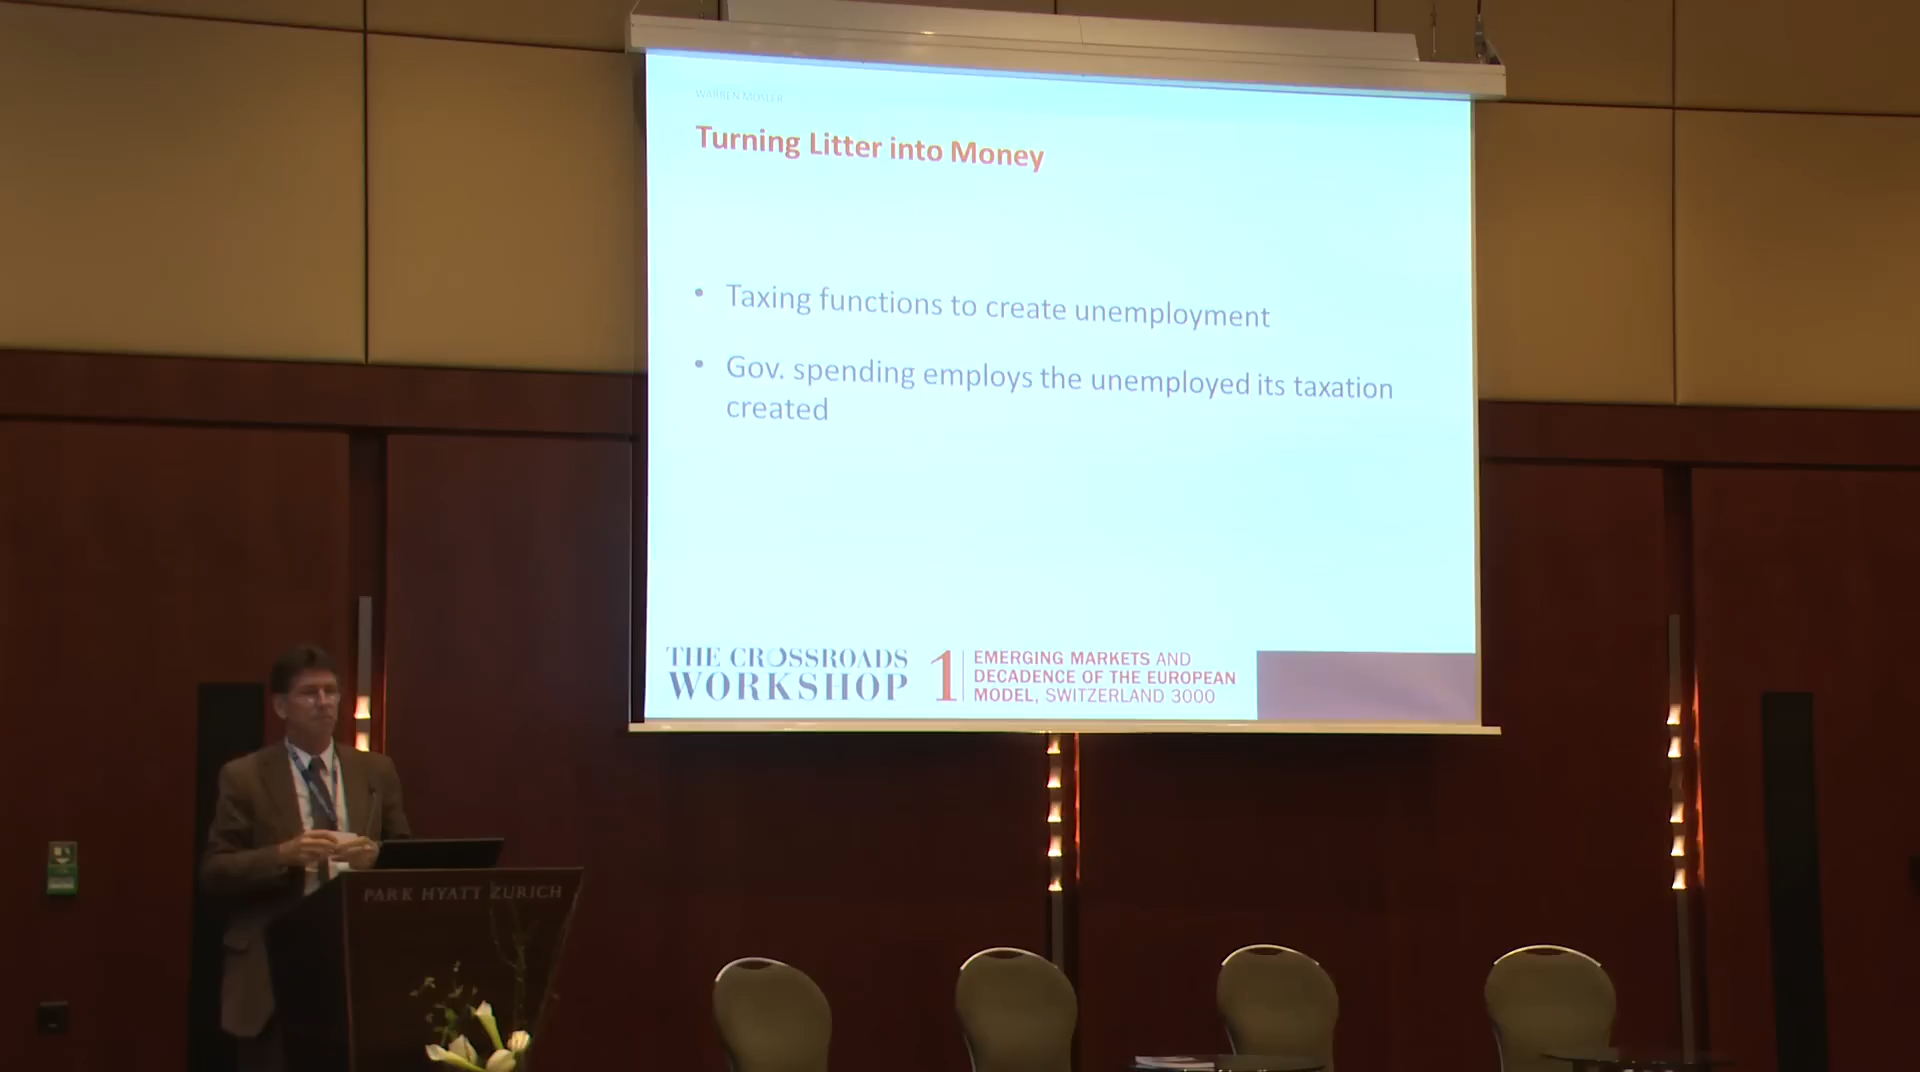 WARREN MOSLER
Turning Litter into Money
• Taxing functions to create unemployment
• Gov. spending employs the unemployed its taxation
created
THE CROSSROADS
WORKSHOP
1
EMERGING MARKETS AND
DECADENCE OF THE EUROPEAN
MODEL, SWITZERLAND 3000
PARK HYATT ZURICH